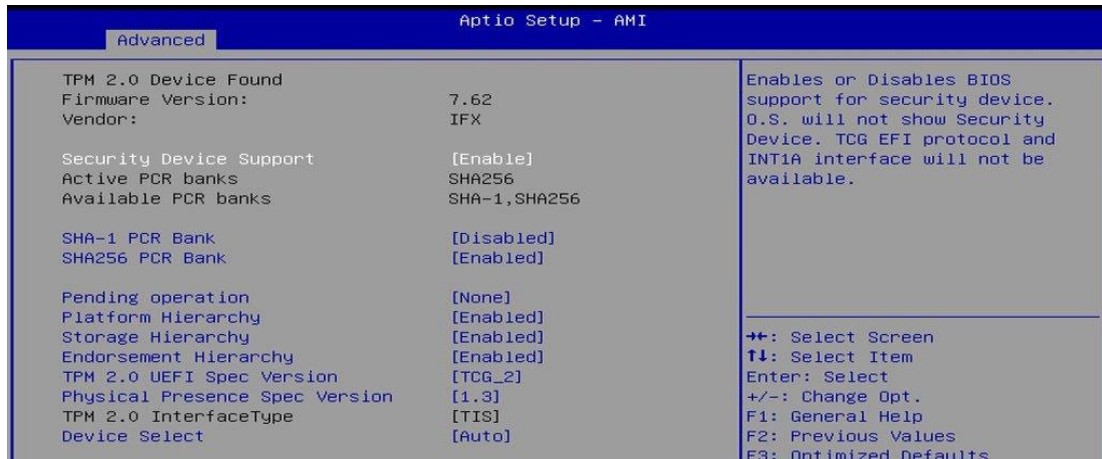 Aptio Setup - AMI
Advanced
TPM 2.0 Device Found
Firmware Version: 7.62
Vendor: IFX
Security Device Support [Enable]
Active PCR banks SHA256
Available PCR banks SHA-1,SHA256
SHA-1 PCR Bank [Disabled]
SHA256 PCR Bank [Enabled]
Pending operation [None]
Platform Hierarchy [Enabled]
Storage Hierarchy [Enabled]
Endorsement Hierarchy [Enabled]
TPM 2.0 UEFI Spec Version [TCG_2]
Physical Presence Spec Version [1.3]
TPM 2.0 InterfaceType [TIS]
Device Select [Auto]
Enables or Disables BIOS
support for security device.
O.S. will not show Security
Device. TCG EFI protocol and
INT1A interface will not be
available.
→←: Select Screen
↑↓: Select Item
Enter: Select
+/-: Change Opt.
F1: General Help
F2: Previous Values
F3: Optimized Defaults